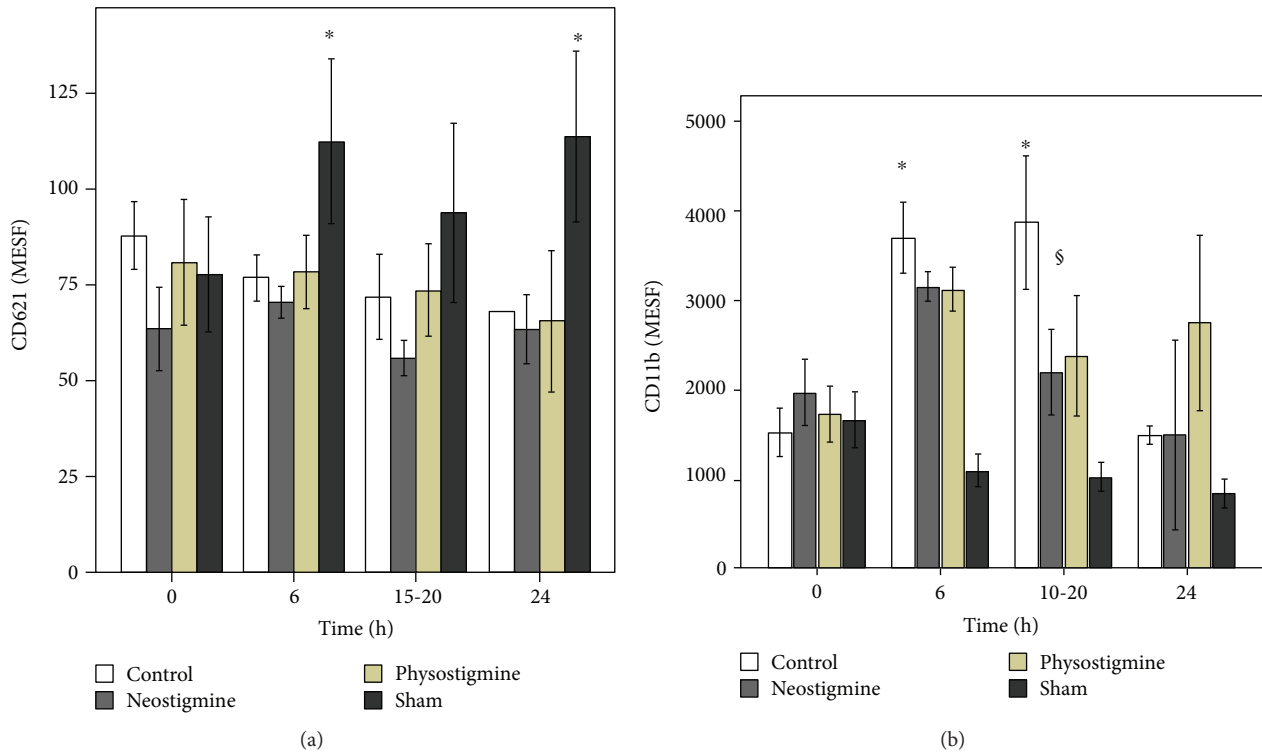 *
*
125
100
75
50
25
0
CD621 (MESF)
0
6
15-20
24
Time (h)
Control
Physostigmine
Neostigmine
Sham
(a)
5000
*
*
4000
§
3000
2000
1000
0
CD11b (MESF)
0
6
10-20
24
Time (h)
Control
Physostigmine
Neostigmine
Sham
(b)